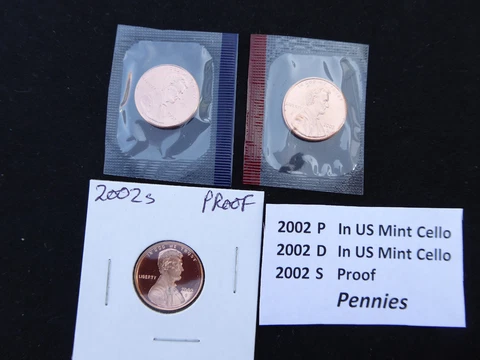 2002s PROOF
LIBERTY
2002 P In US Mint Cello
2002 D In US Mint Cello
2002 S Proof
Pennies